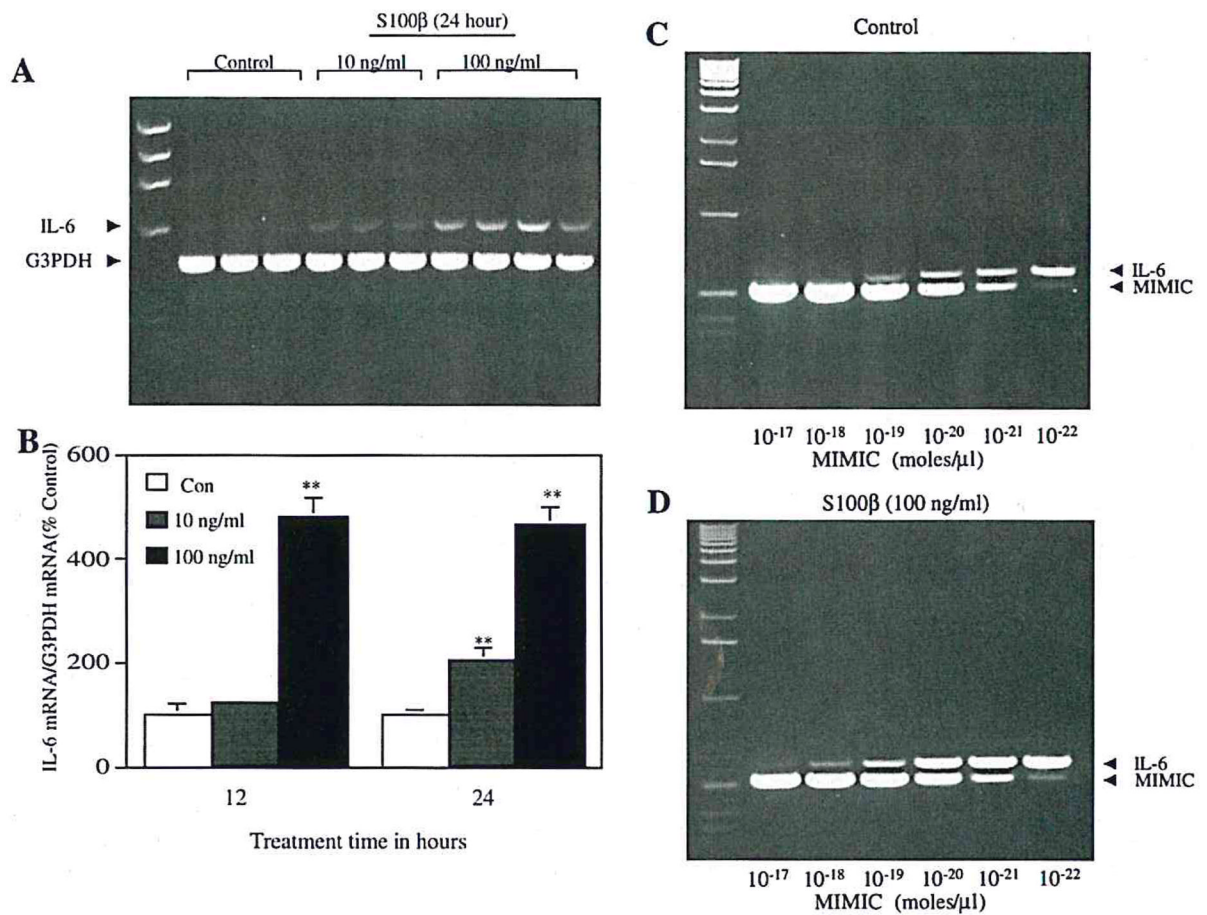 A
S100β (24 hour)
Control 10 ng/ml 100 ng/ml
IL-6
G3PDH
B
IL-6 mRNA/G3PDH mRNA(% Control)
600
400
200
0
Con
10 ng/ml
100 ng/ml
**
**
**
12 24
Treatment time in hours
C
Control
IL-6
MIMIC
10⁻¹⁷ 10⁻¹⁸ 10⁻¹⁹ 10⁻²⁰ 10⁻²¹ 10⁻²²
MIMIC (moles/µl)
D
S100β (100 ng/ml)
IL-6
MIMIC
10⁻¹⁷ 10⁻¹⁸ 10⁻¹⁹ 10⁻²⁰ 10⁻²¹ 10⁻²²
MIMIC (moles/µl)